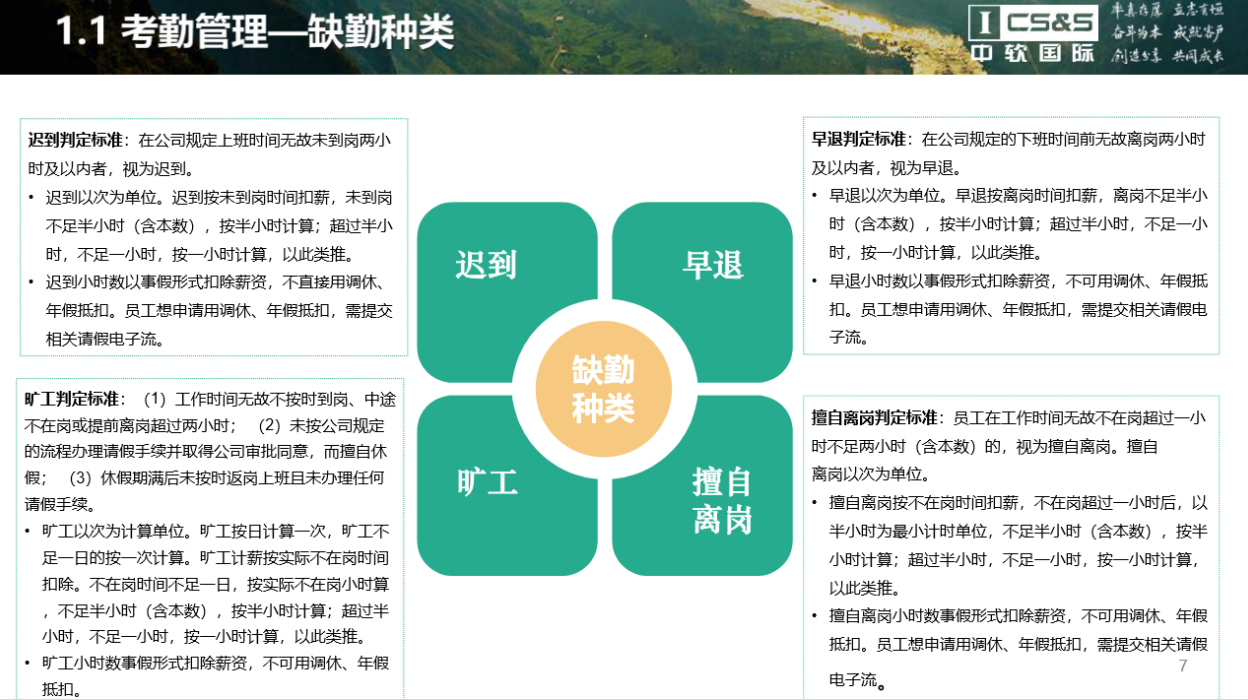 1.1 考勤管理—缺勤种类
I CS&S
中软国际
率真存厚 立志有恒
奋斗为本 成就客户
创造分享 共同成长
迟到判定标准：在公司规定上班时间无故未到岗两小
时及以内者，视为迟到。
• 迟到以次为单位。迟到按未到岗时间扣薪，未到岗
不足半小时（含本数），按半小时计算；超过半小
时，不足一小时，按一小时计算，以此类推。
• 迟到小时数以事假形式扣除薪资，不直接用调休、
年假抵扣。员工想申请用调休、年假抵扣，需提交
相关请假电子流。
早退判定标准：在公司规定的下班时间前无故离岗两小时
及以内者，视为早退。
• 早退以次为单位。早退按离岗时间扣薪，离岗不足半小
时（含本数），按半小时计算；超过半小时，不足一小
时，按一小时计算，以此类推。
• 早退小时数以事假形式扣除薪资，不可用调休、年假抵
扣。员工想申请用调休、年假抵扣，需提交相关请假电
子流。
迟到
早退
缺勤
种类
旷工
擅自
离岗
旷工判定标准：（1）工作时间无故不按时到岗、中途
不在岗或提前离岗超过两小时；（2）未按公司规定
的流程办理请假手续并取得公司审批同意，而擅自休
假；（3）休假期满后未按时返岗上班且未办理任何
请假手续。
• 旷工以次为计算单位。旷工按日计算一次，旷工不
足一日的按一次计算。旷工计薪按实际不在岗时间
扣除。不在岗时间不足一日，按实际不在岗小时算
，不足半小时（含本数），按半小时计算；超过半
小时，不足一小时，按一小时计算，以此类推。
• 旷工小时数事假形式扣除薪资，不可用调休、年假
抵扣。
擅自离岗判定标准：员工在工作时间无故不在岗超过一小
时不足两小时（含本数）的，视为擅自离岗。擅自
离岗以次为单位。
• 擅自离岗按不在岗时间扣薪，不在岗超过一小时后，以
半小时为最小计时单位，不足半小时（含本数），按半
小时计算；超过半小时，不足一小时，按一小时计算，
以此类推。
• 擅自离岗小时数事假形式扣除薪资，不可用调休、年假
抵扣。员工想申请用调休、年假抵扣，需提交相关请假
电子流。
7